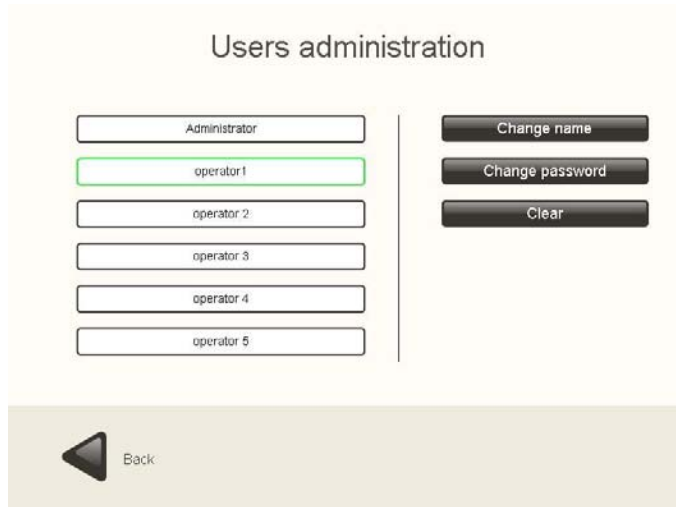 Users administration
Administrator
operator1
operator 2
operator 3
operator 4
operator 5
Change name
Change password
Clear
Back